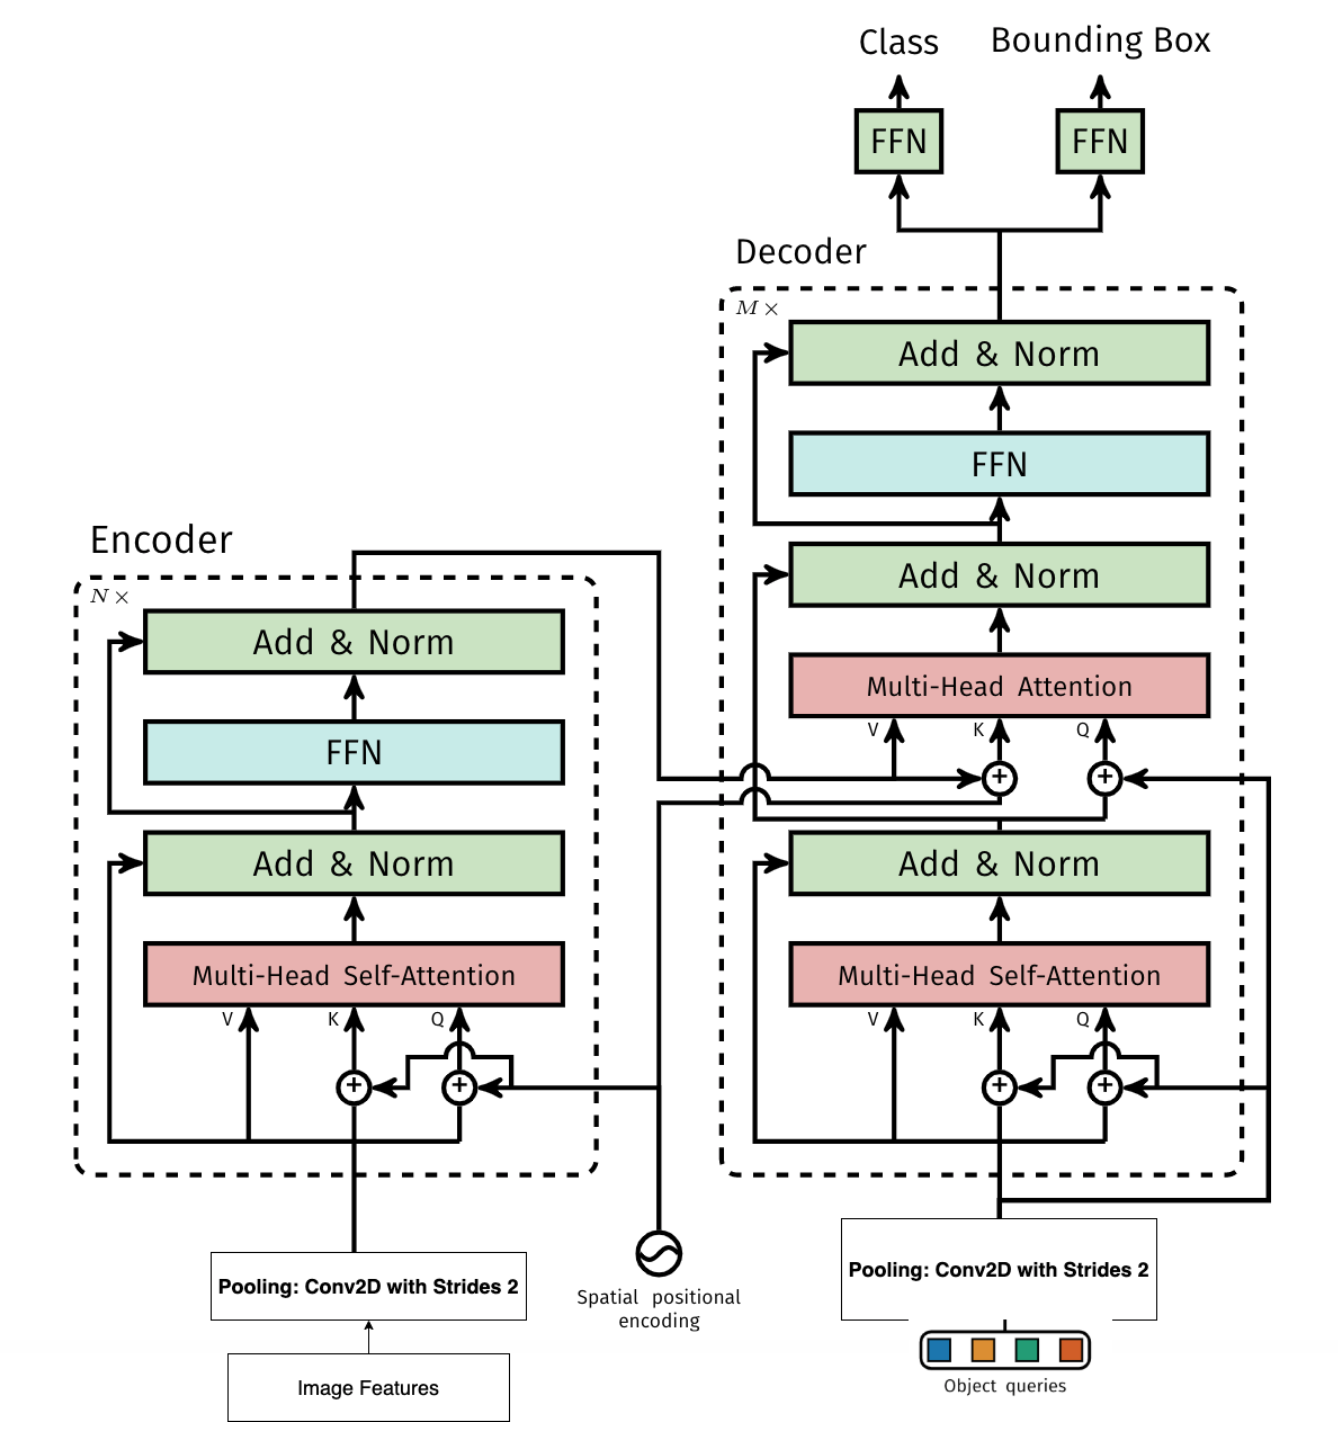 Class
Bounding Box
FFN
FFN
Decoder
M ×
Add & Norm
FFN
Add & Norm
Multi-Head Attention
V
K
Q
+
+
Add & Norm
Multi-Head Self-Attention
V
K
Q
+
+
Pooling: Conv2D with Strides 2
Object queries
Encoder
N ×
Add & Norm
FFN
Add & Norm
Multi-Head Self-Attention
V
K
Q
+
+
Pooling: Conv2D with Strides 2
Image Features
Spatial positional
encoding